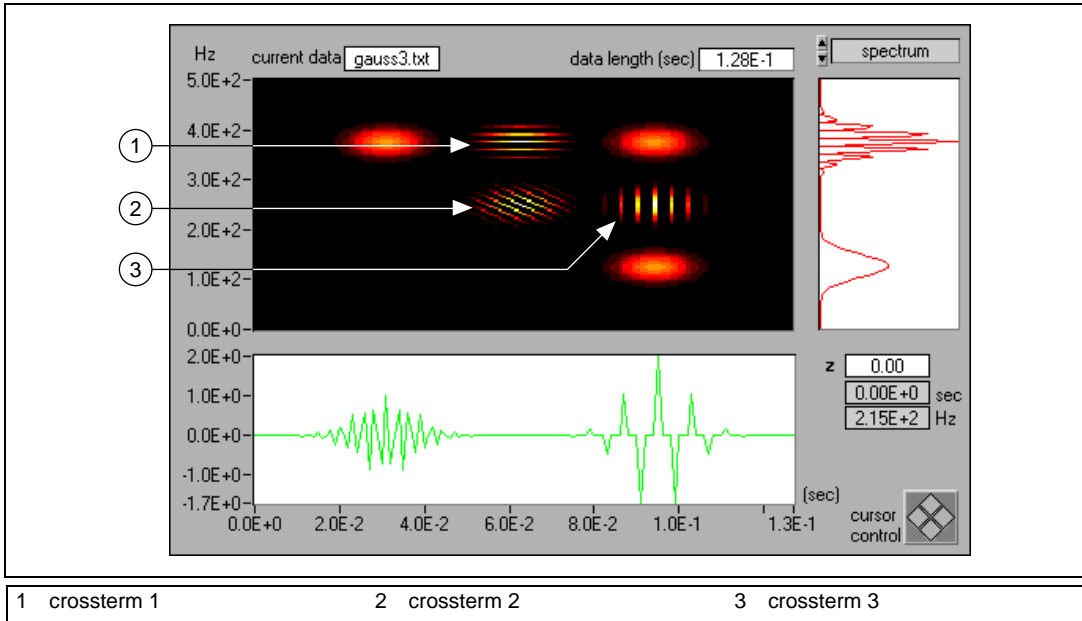 Hz current data gauss3.txt data length (sec) 1.28E-1 spectrum
5.0E+2
4.0E+2
1
3.0E+2
2
2.0E+2
3
1.0E+2
0.0E+0
2.0E+0
z 0.00
1.0E+0
0.00E+0 sec
2.15E+2 Hz
0.0E+0
-1.0E+0
-1.7E+0
(sec)
0.0E+0 2.0E-2 4.0E-2 6.0E-2 8.0E-2 1.0E-1 1.3E-1
cursor
control
1 crossterm 1 2 crossterm 2 3 crossterm 3